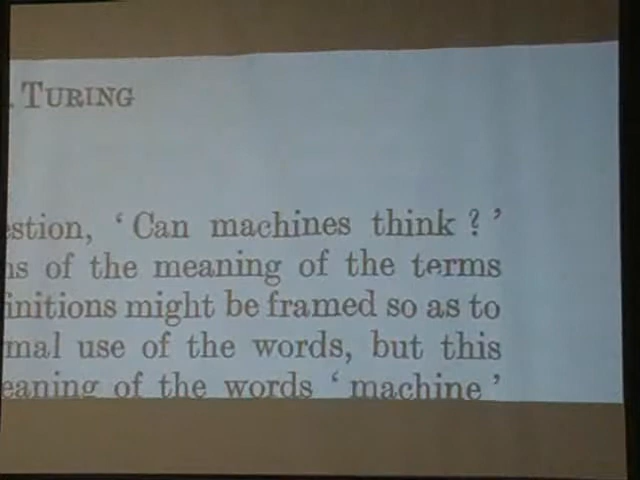 . TURING
stion, ‘ Can machines think ? ’
s of the meaning of the terms
initions might be framed so as to
mal use of the words, but this
eaning of the words ‘ machine ’